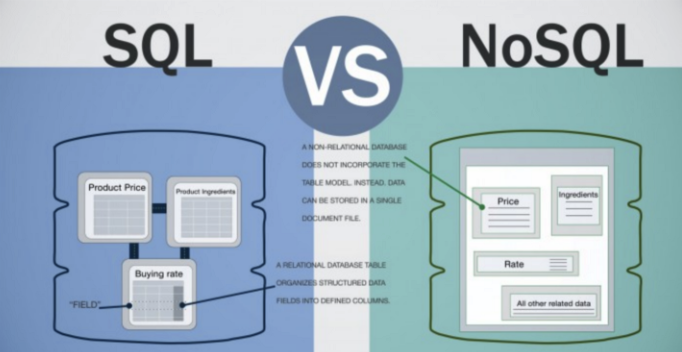 SQL
VS
NoSQL
A NON-RELATIONAL DATABASE
DOES NOT INCORPORATE THE
TABLE MODEL. INSTEAD. DATA
CAN BE STORED IN A SINGLE
DOCUMENT FILE.
Product Price
Product Ingredients
Buying rate
"FIELD"
A RELATIONAL DATABASE TABLE
ORGANIZES STRUCTURED DATA
FIELDS INTO DEFINED COLUMNS.
Price
Ingredients
Rate
All other related data